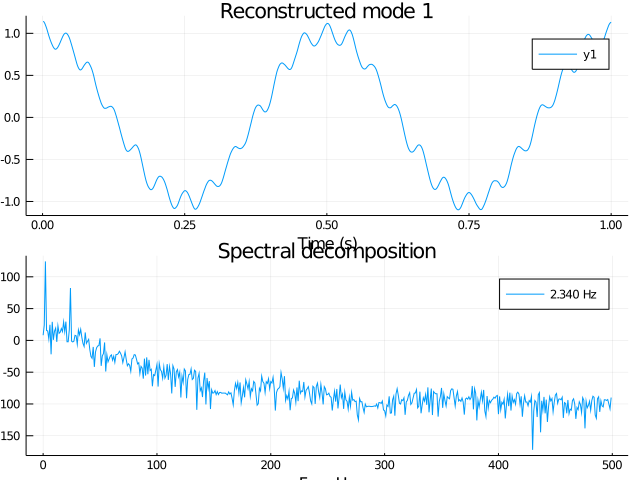 Reconstructed mode 1
1.0
0.5
0.0
-0.5
-1.0
y1
0.00 0.25 0.50 0.75 1.00
Time (s)
Spectral decomposition
100
50
0
-50
100
150
2.340 Hz
0 100 200 300 400 500